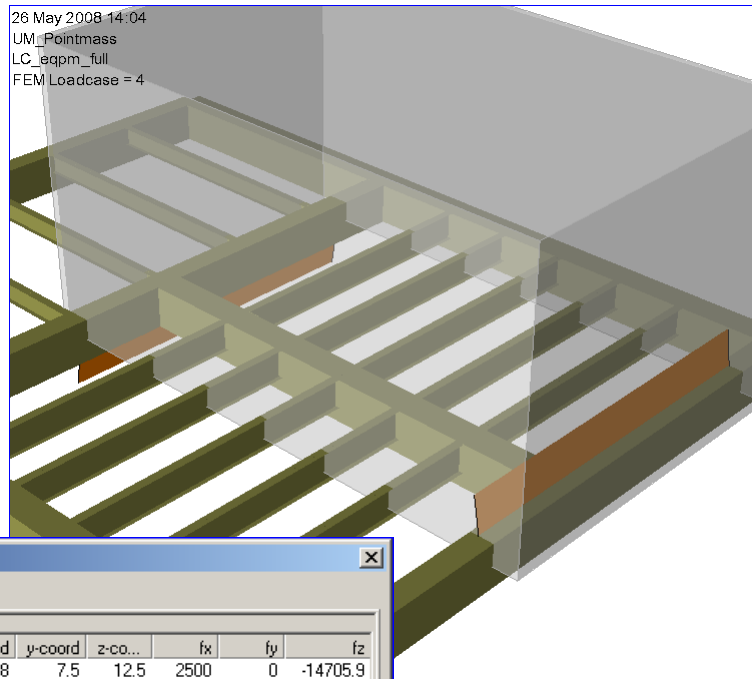 26 May 2008 14:04
UM_Pointmass
LC_eqpm_full
FEM Loadcase = 4
d y-coord z-co... fx fy fz
8 7.5 12.5 2500 0 -14705.9